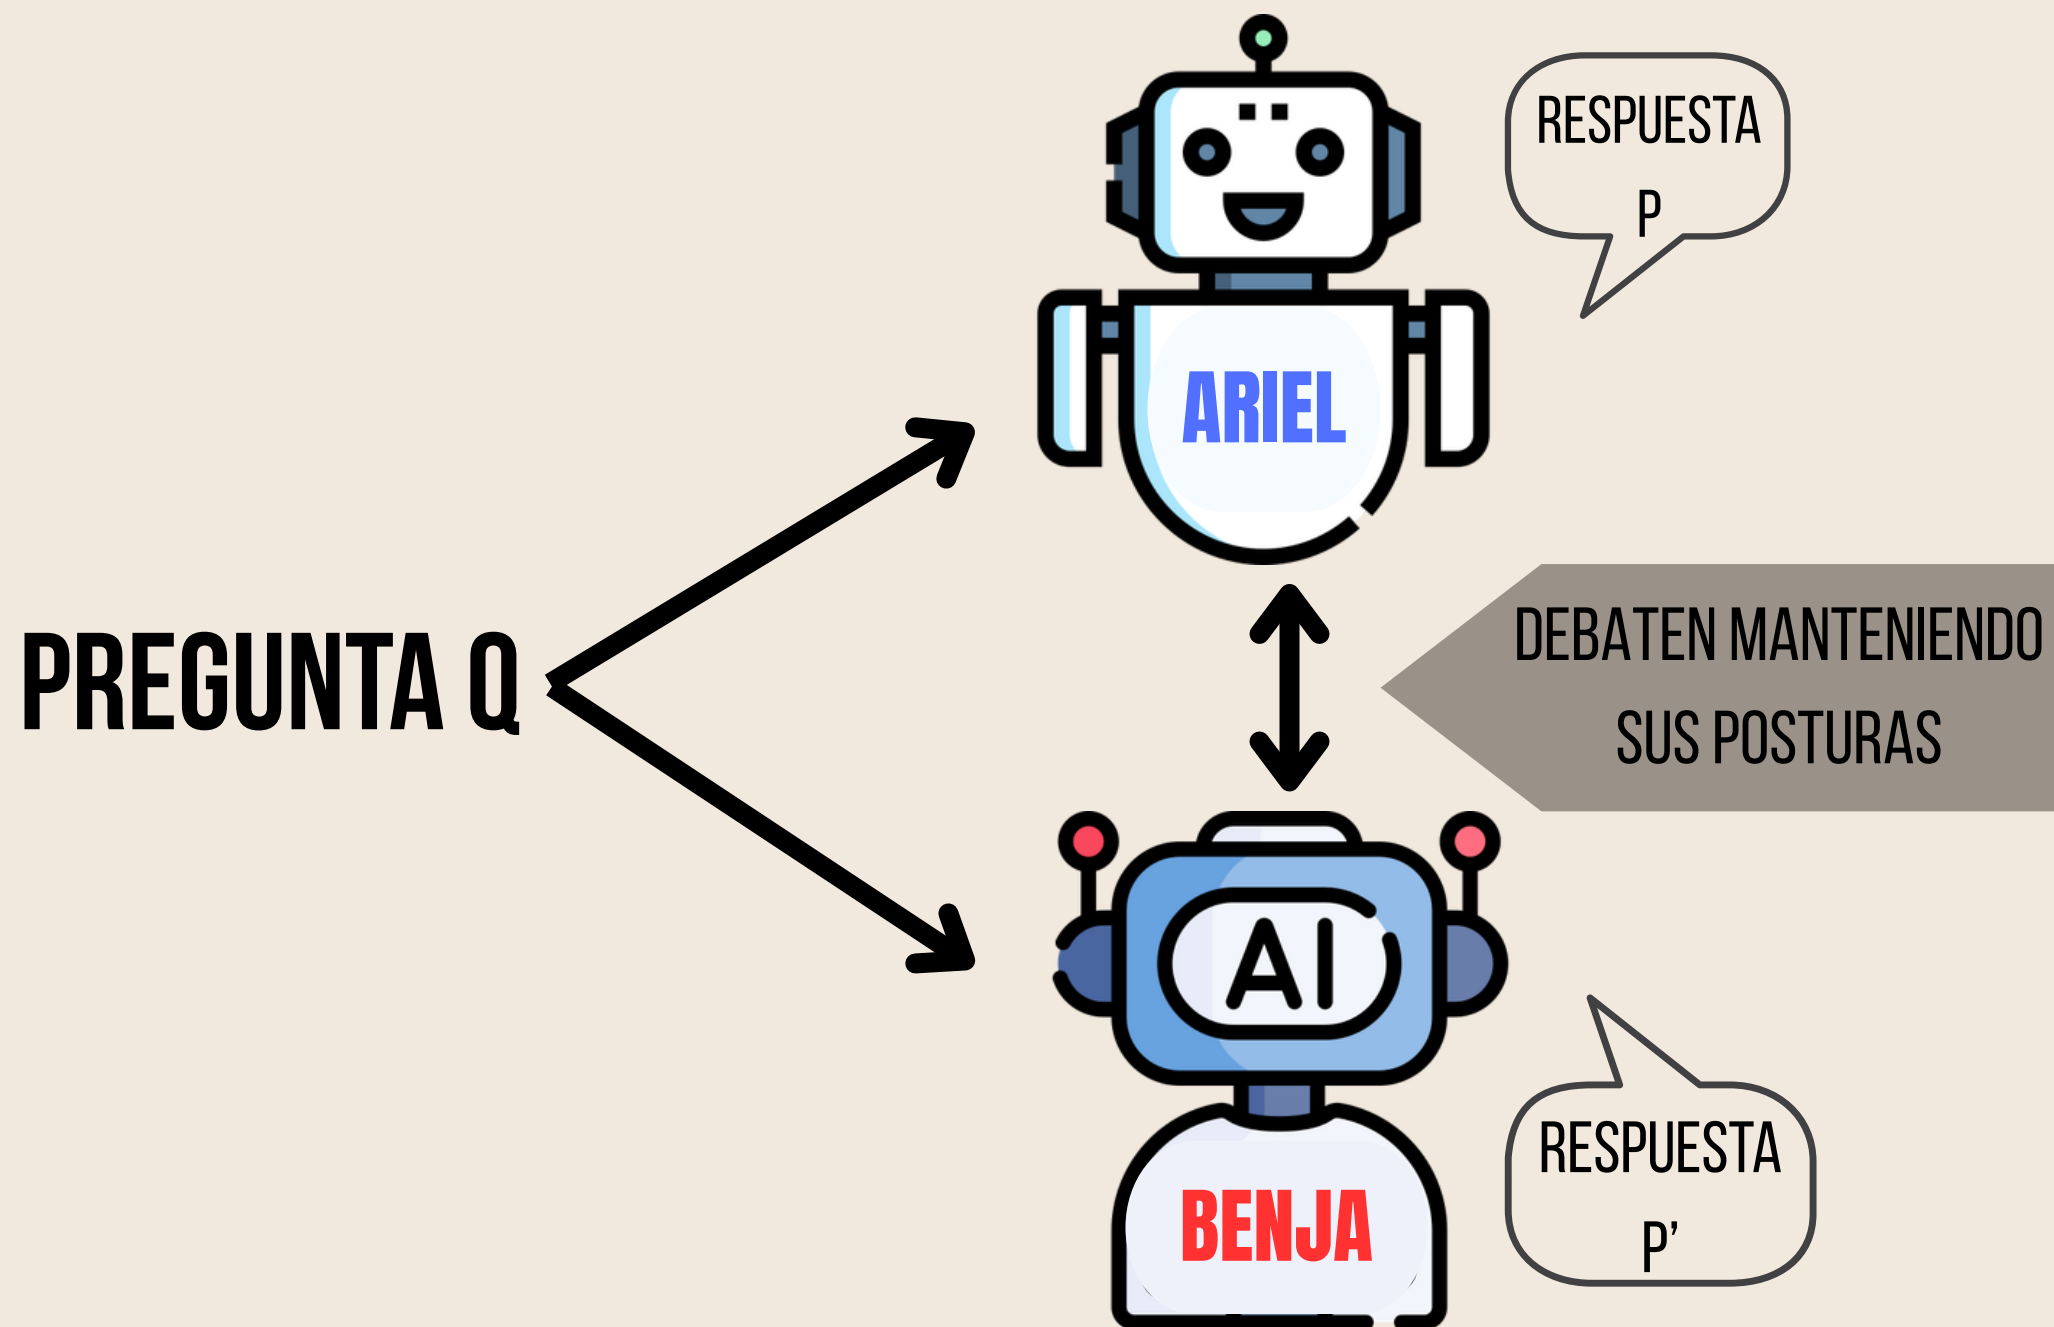 RESPUESTA
P
ARIEL
PREGUNTA Q
DEBATEN MANTENIENDO
SUS POSTURAS
AI
RESPUESTA
P’
BENJA